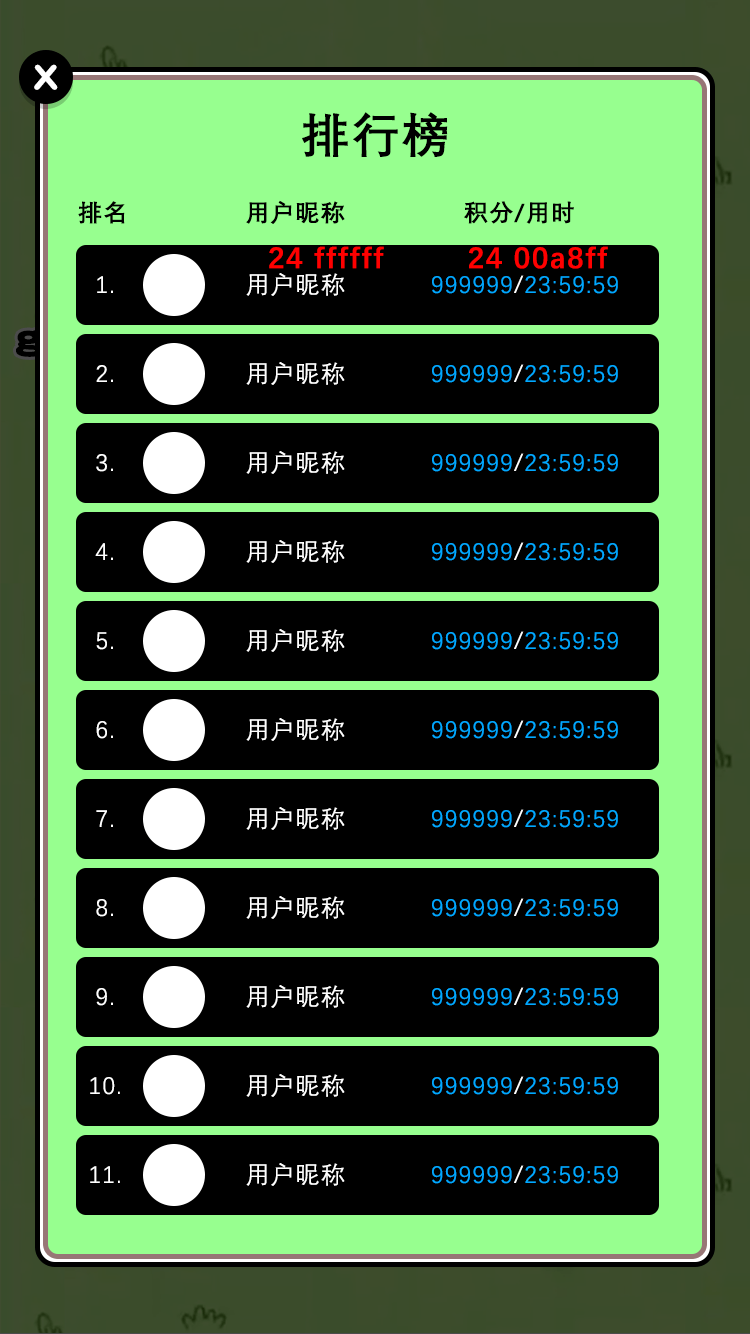 X
排行榜
排名 用户昵称 积分/用时
24 ffffff 24 00a8ff
1. 用户昵称 999999/23:59:59
2. 用户昵称 999999/23:59:59
3. 用户昵称 999999/23:59:59
4. 用户昵称 999999/23:59:59
5. 用户昵称 999999/23:59:59
6. 用户昵称 999999/23:59:59
7. 用户昵称 999999/23:59:59
8. 用户昵称 999999/23:59:59
9. 用户昵称 999999/23:59:59
10. 用户昵称 999999/23:59:59
11. 用户昵称 999999/23:59:59